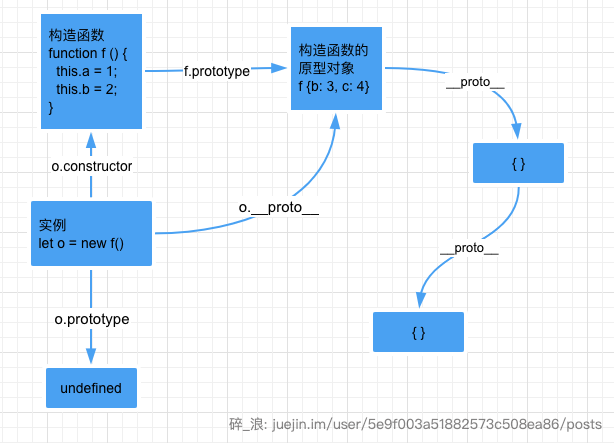 构造函数
function f () {
this.a = 1;
this.b = 2;
}
f.prototype
构造函数的
原型对象
f {b: 3, c: 4}
__proto__
{ }
o.constructor
实例
let o = new f()
o.__proto__
__proto__
{ }
o.prototype
undefined
碎_浪: juejin.im/user/5e9f003a51882573c508ea86/posts